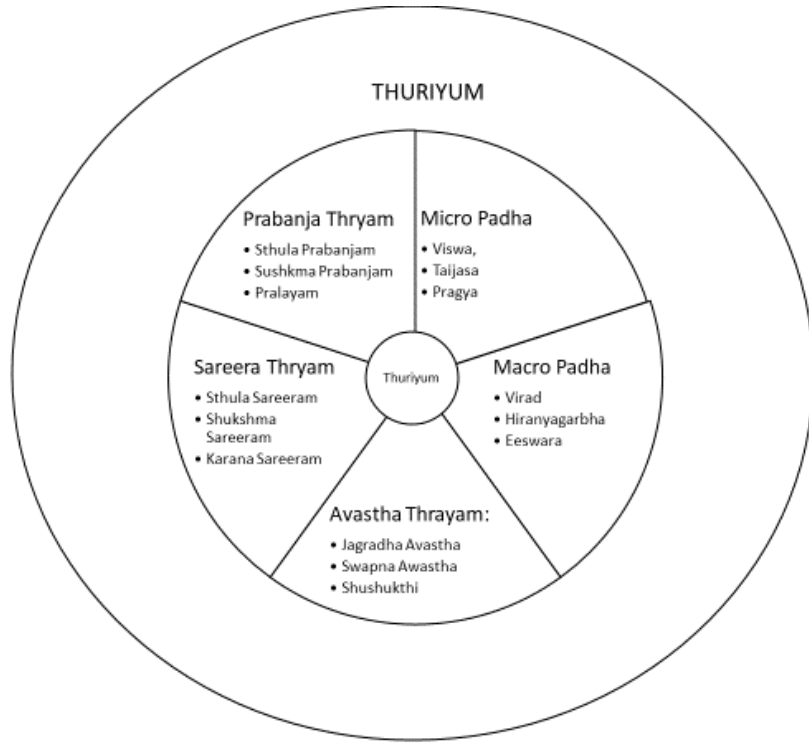 THURIYUM
Prabanja Thryam
• Sthula Prabanjam
• Sushkma Prabanjam
• Pralayam
Micro Padha
• Viswa,
• Taijasa
• Pragya
Sareera Thryam
• Sthula Sareeram
• Shukshma
Sareeram
• Karana Sareeram
Thuriyum
Macro Padha
• Virad
• Hiranyagarbha
• Eeswara
Avastha Thrayam:
• Jagradha Avastha
• Swapna Awastha
• Shushukthi